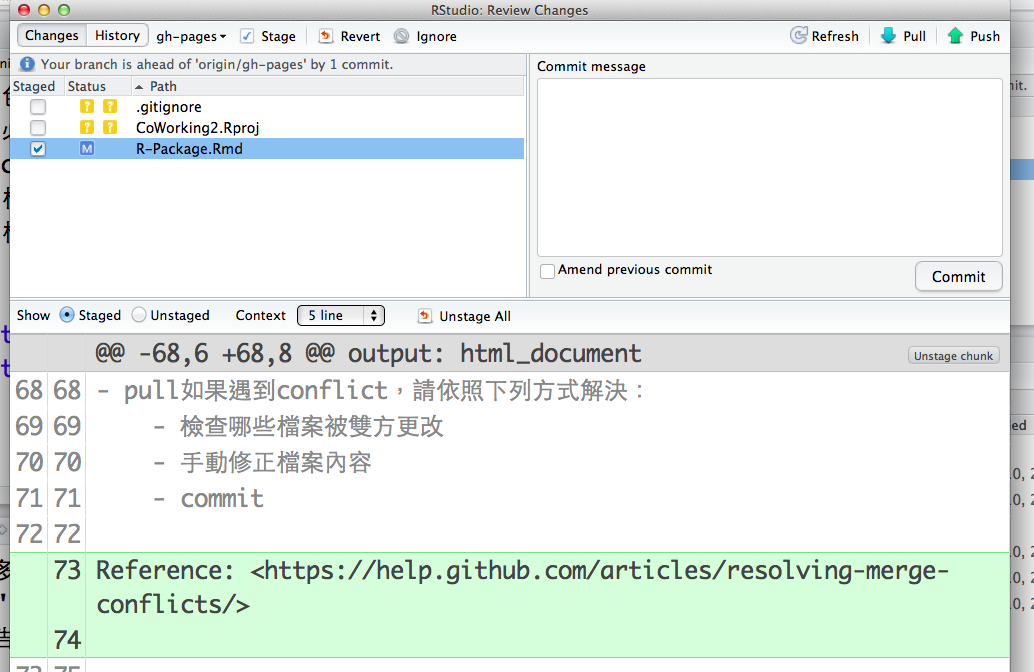 RStudio: Review Changes
Changes History gh-pages Stage Revert Ignore Refresh Pull Push
Your branch is ahead of 'origin/gh-pages' by 1 commit.
Commit message
Staged Status Path
? ? .gitignore
? ? CoWorking2.Rproj
M R-Package.Rmd
Amend previous commit
Commit
Show Staged Unstaged Context 5 line Unstage All
@@ -68,6 +68,8 @@ output: html_document Unstage chunk
68 68 - pull如果遇到conflict，請依照下列方式解決：
69 69 - 檢查哪些檔案被雙方更改
70 70 - 手動修正檔案內容
71 71 - commit
72 72
73 Reference: <https://help.github.com/articles/resolving-merge-
conflicts/>
74